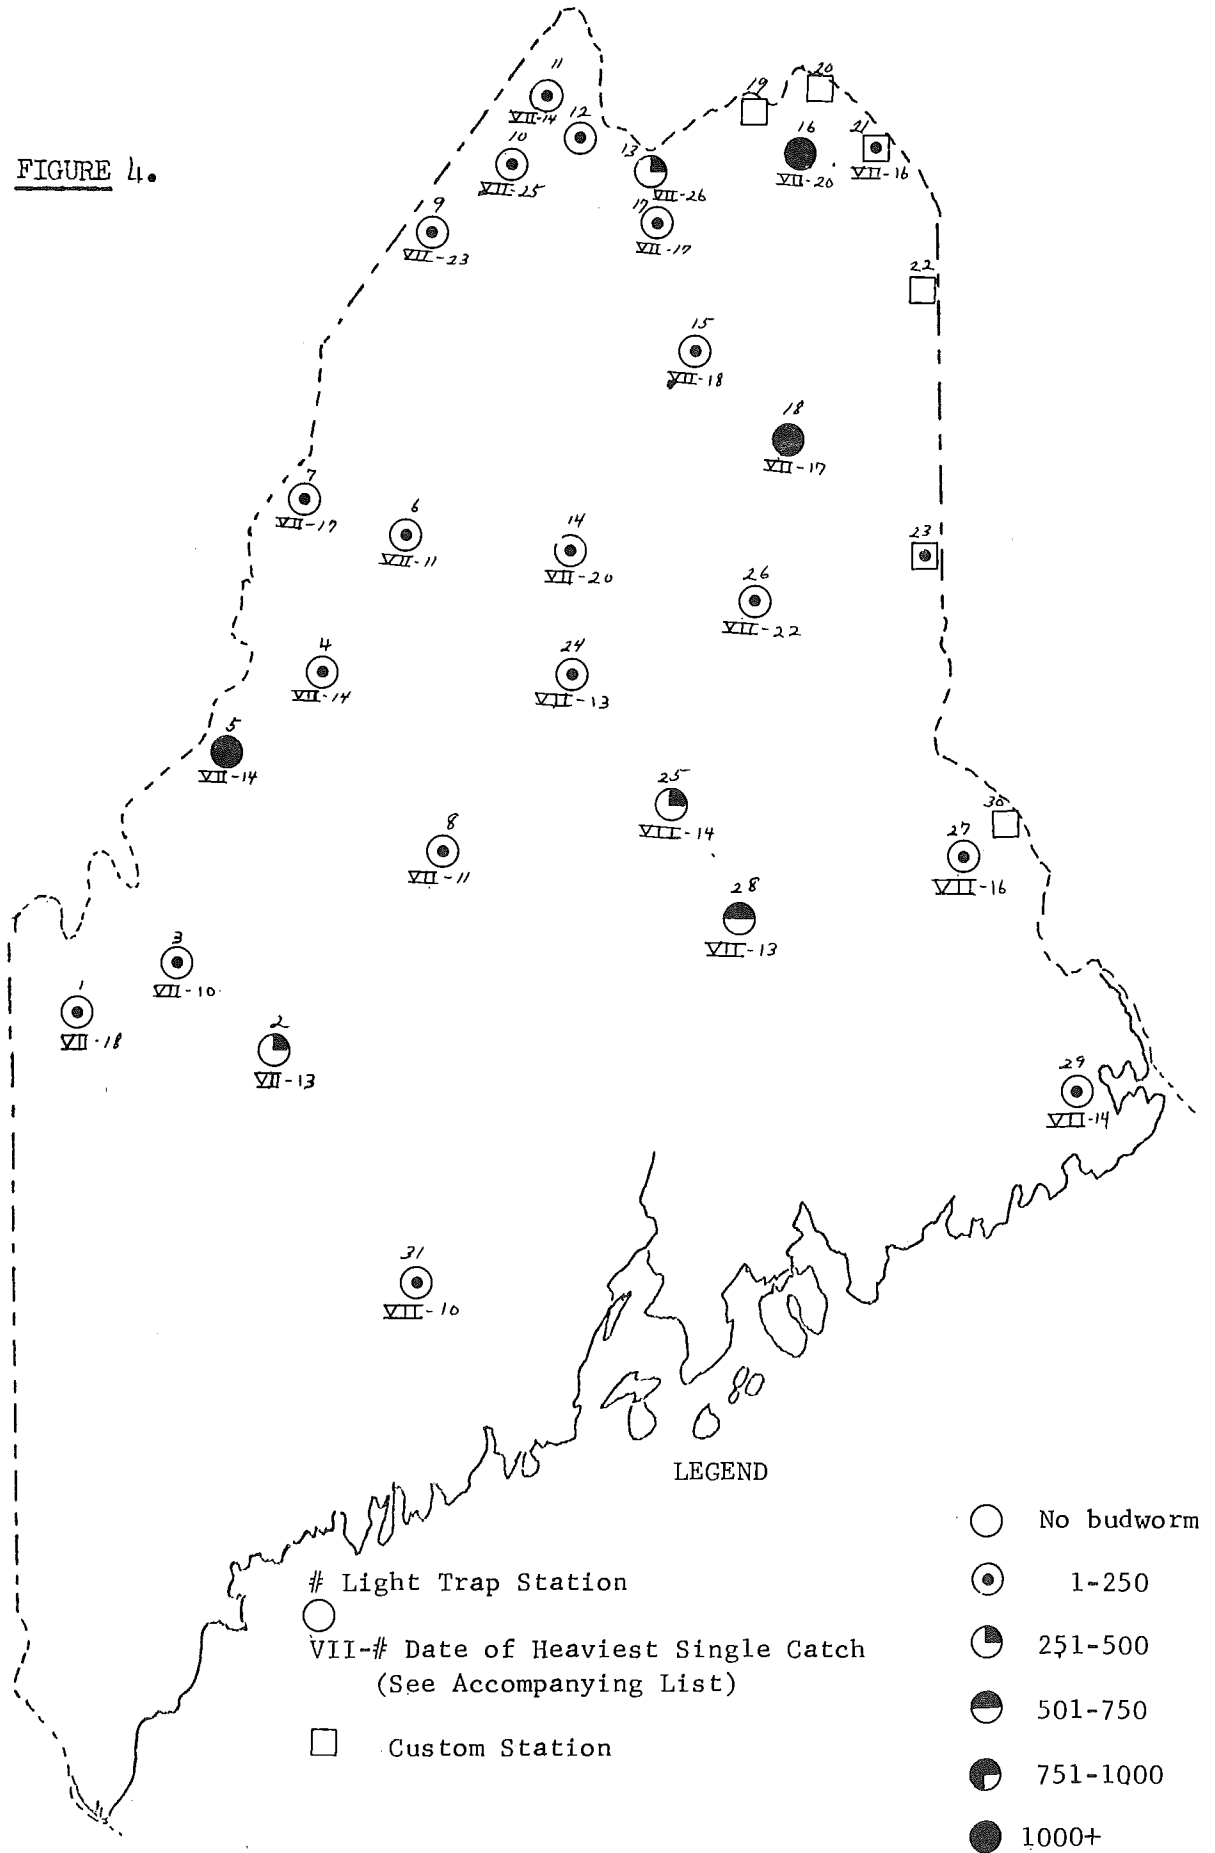 FIGURE 4.
11
VII-14
12
10
VII-25
9
VII-23
13
VII-26
17
VII-17
19
20
16
VII-20
21
VII-16
22
15
VII-18
18
VII-17
7
VII-17
6
VII-11
14
VII-20
23
26
VII-22
4
VII-14
24
VII-13
5
VII-14
25
VII-14
8
VII-11
30
27
VII-16
28
VII-13
3
VII-10
1
VII-18
2
VII-13
29
VII-14
31
VII-10
LEGEND
# Light Trap Station
VII-# Date of Heaviest Single Catch
(See Accompanying List)
Custom Station
No budworm
1-250
251-500
501-750
751-1000
1000+